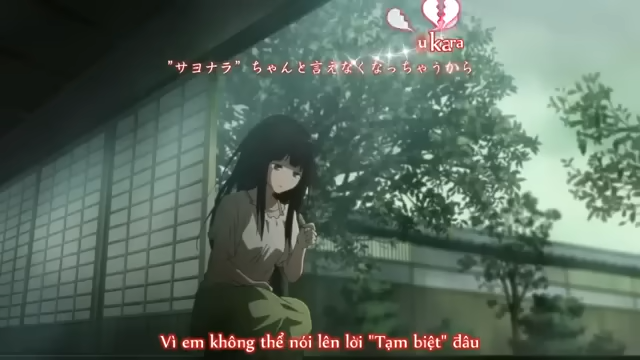 u kara
"サヨナラ" ちゃんと言えなくなっちゃうから
Vì em không thể nói lên lời "Tạm biệt" đâu